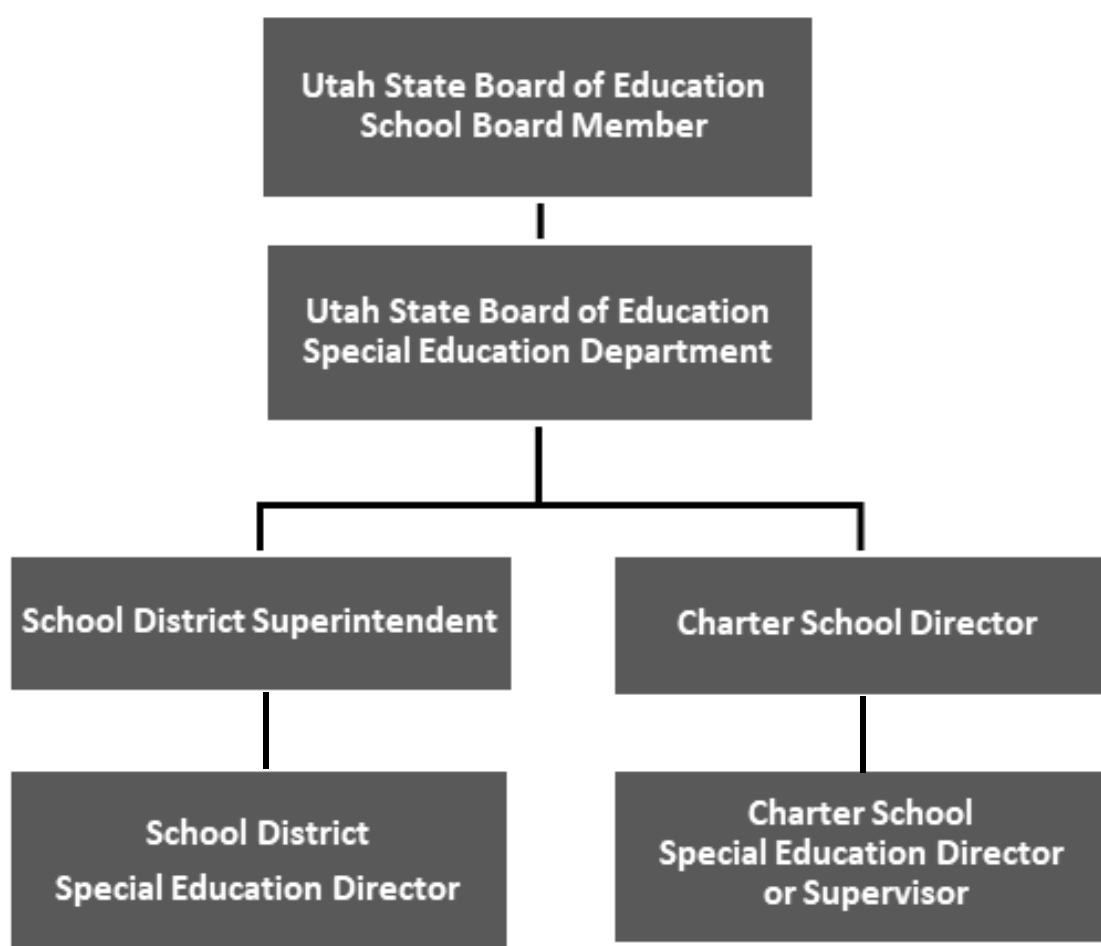 Utah State Board of Education
School Board Member
Utah State Board of Education
Special Education Department
School District Superintendent
Charter School Director
School District
Special Education Director
Charter School
Special Education Director
or Supervisor